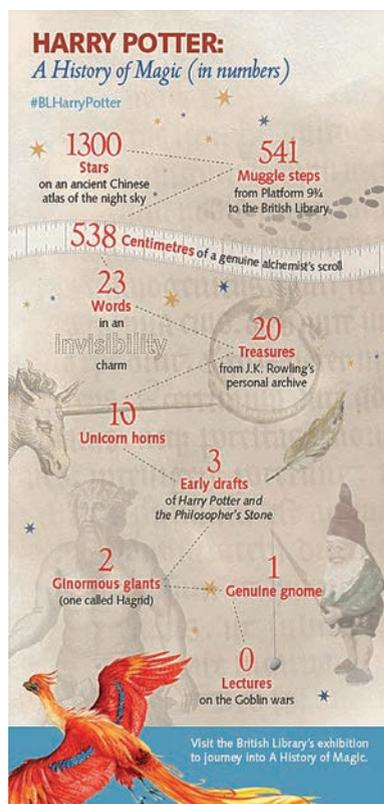 HARRY POTTER:
A History of Magic (in numbers)
#BLHarryPotter
1300
Stars
on an ancient Chinese
atlas of the night sky
541
Muggle steps
from Platform 9¾
to the British Library
538 Centimetres of a genuine alchemist's scroll
23
Words
in an
invisibility
charm
20
Treasures
from J.K. Rowling's
personal archive
10
Unicorn horns
3
Early drafts
of Harry Potter and
the Philosopher's Stone
2
Ginormous giants
(one called Hagrid)
1
Genuine gnome
0
Lectures
on the Goblin wars
Visit the British Library's exhibition
to journey into A History of Magic.